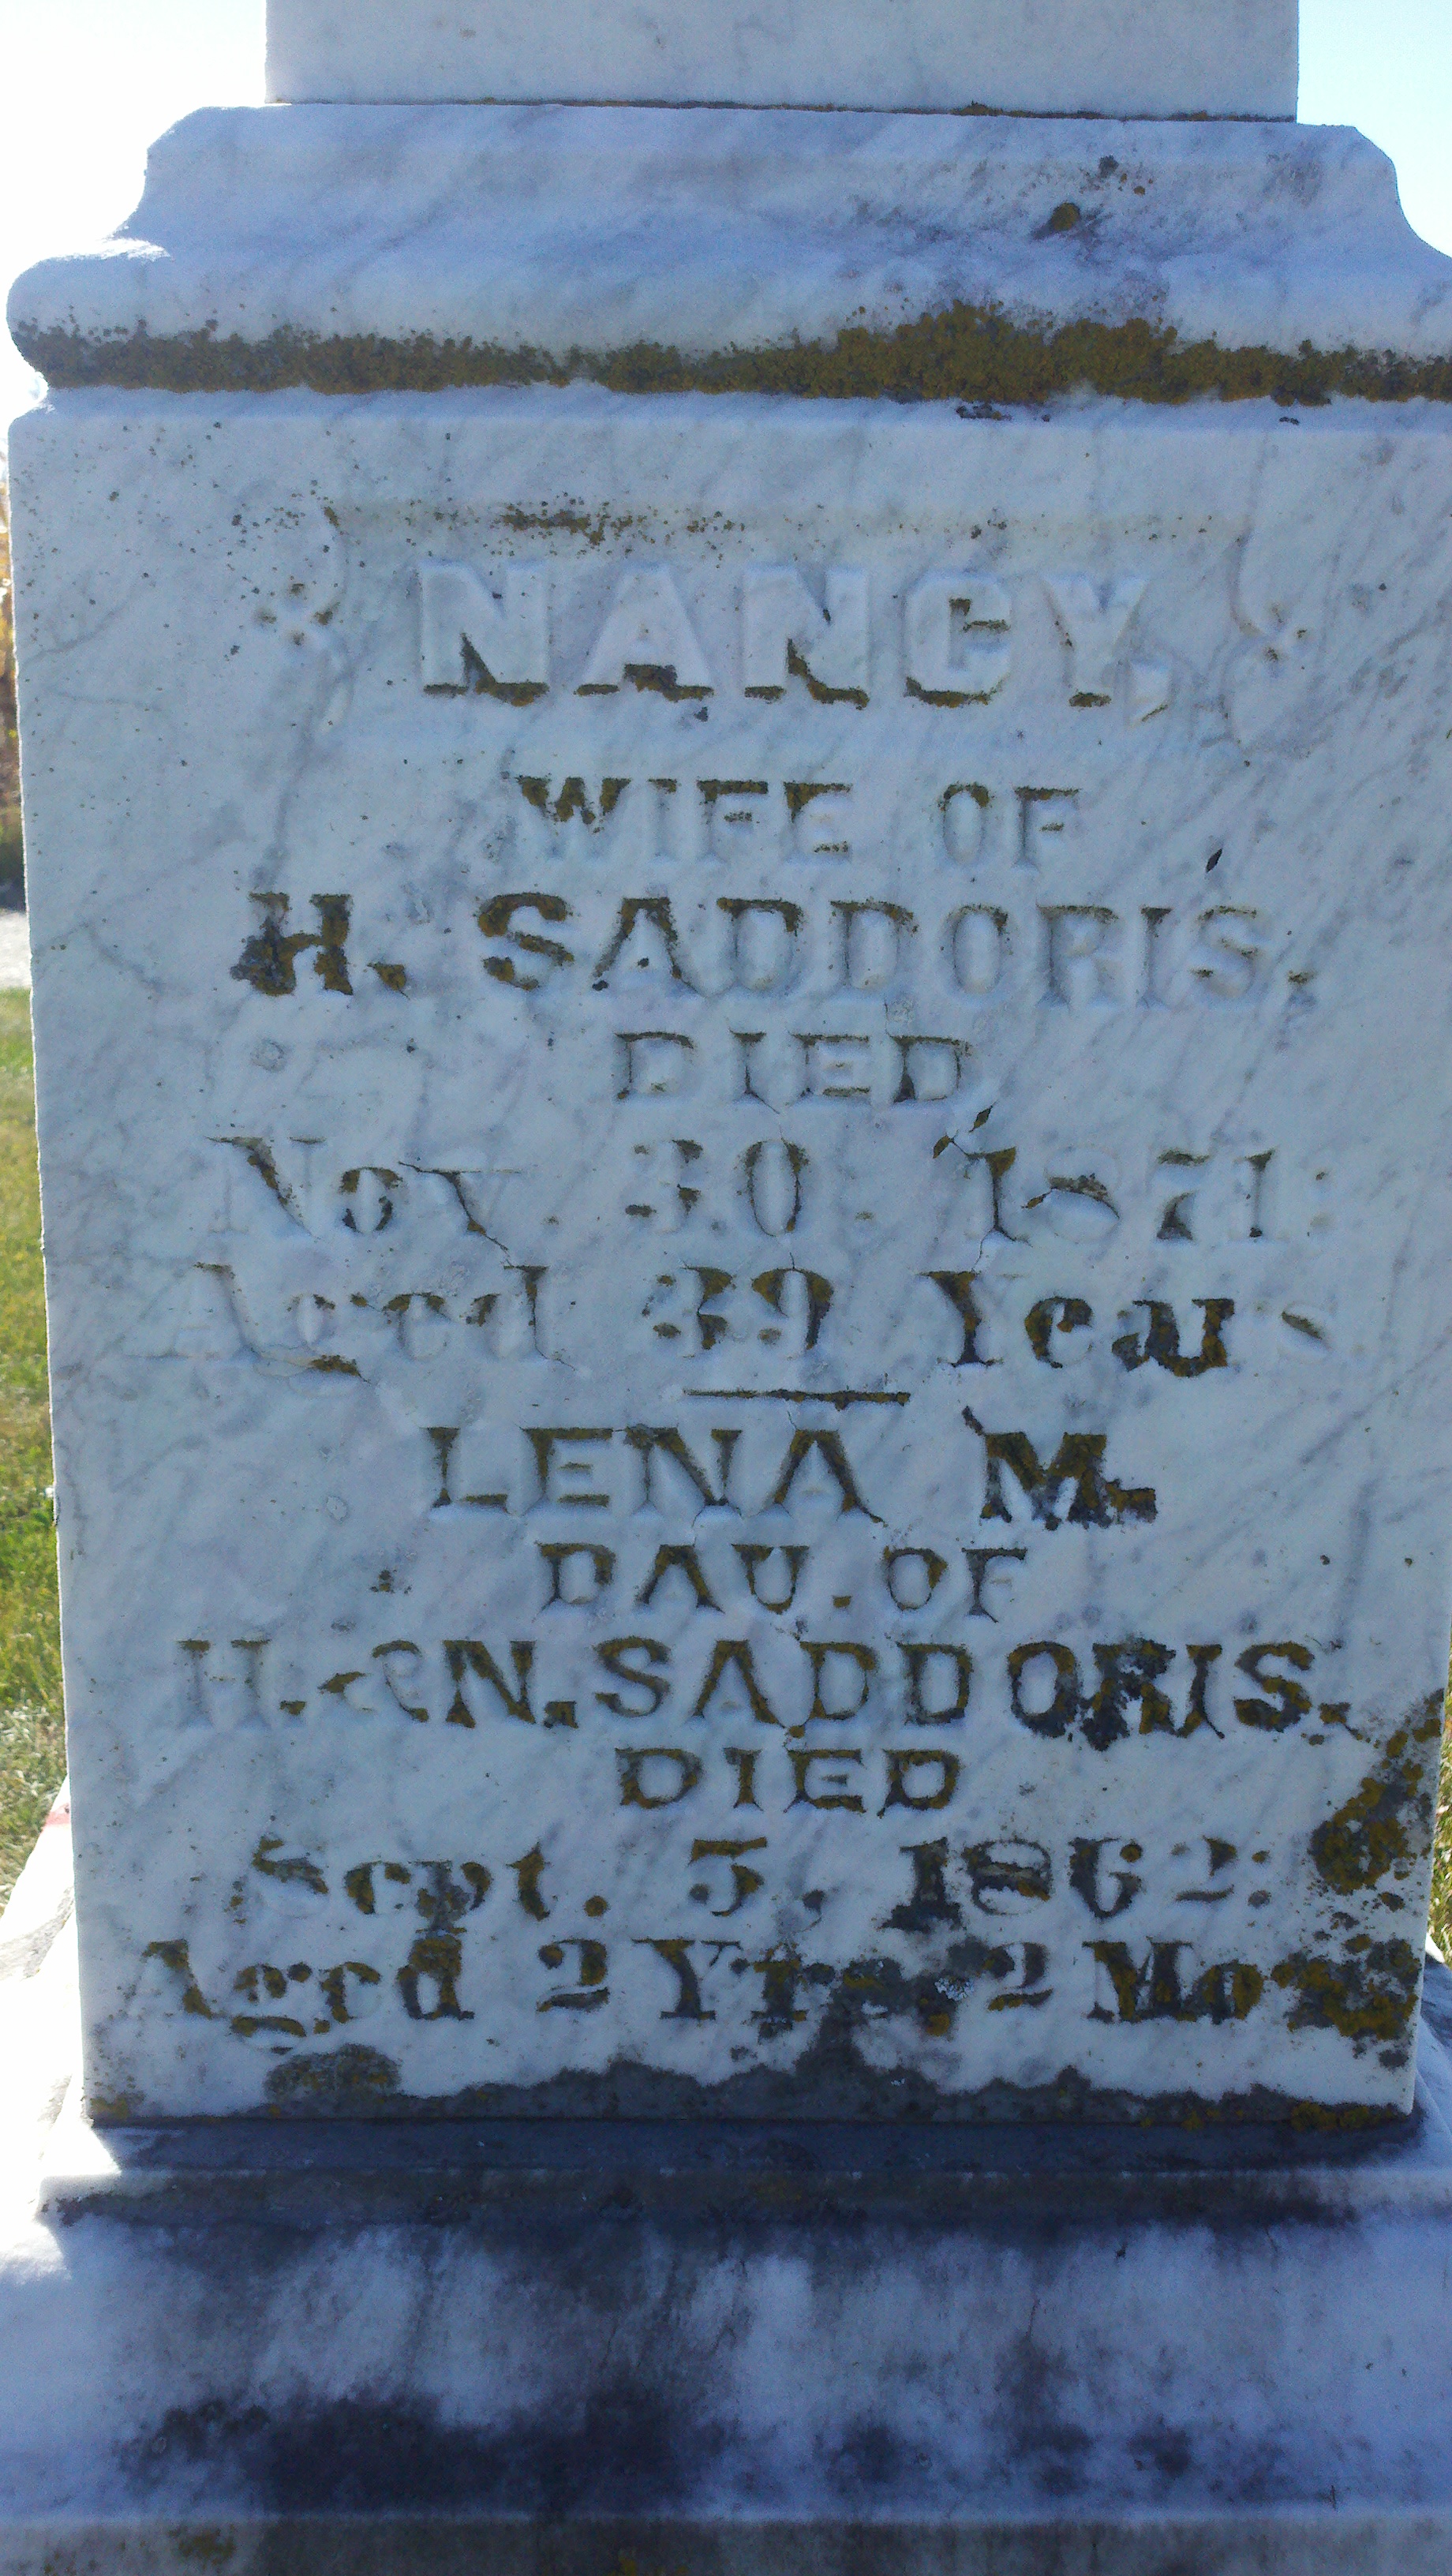 NANCY,
WIFE OF
H. SADDORIS,
DIED
Nov. 30. 1871:
Aged 39 Years
LENA M.
DAU. OF
H. & N. SADDORIS.
DIED
Sept. 5, 1862:
Aged 2 Yrs. 2 Mos